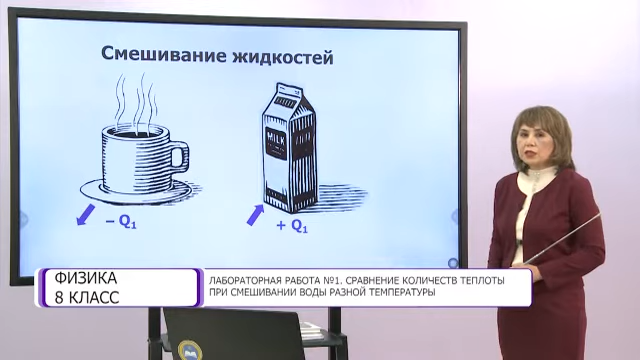 Смешивание жидкостей
MILK
– Q₁
+ Q₁
ФИЗИКА
8 КЛАСС
ЛАБОРАТОРНАЯ РАБОТА №1. СРАВНЕНИЕ КОЛИЧЕСТВ ТЕПЛОТЫ
ПРИ СМЕШИВАНИИ ВОДЫ РАЗНОЙ ТЕМПЕРАТУРЫ